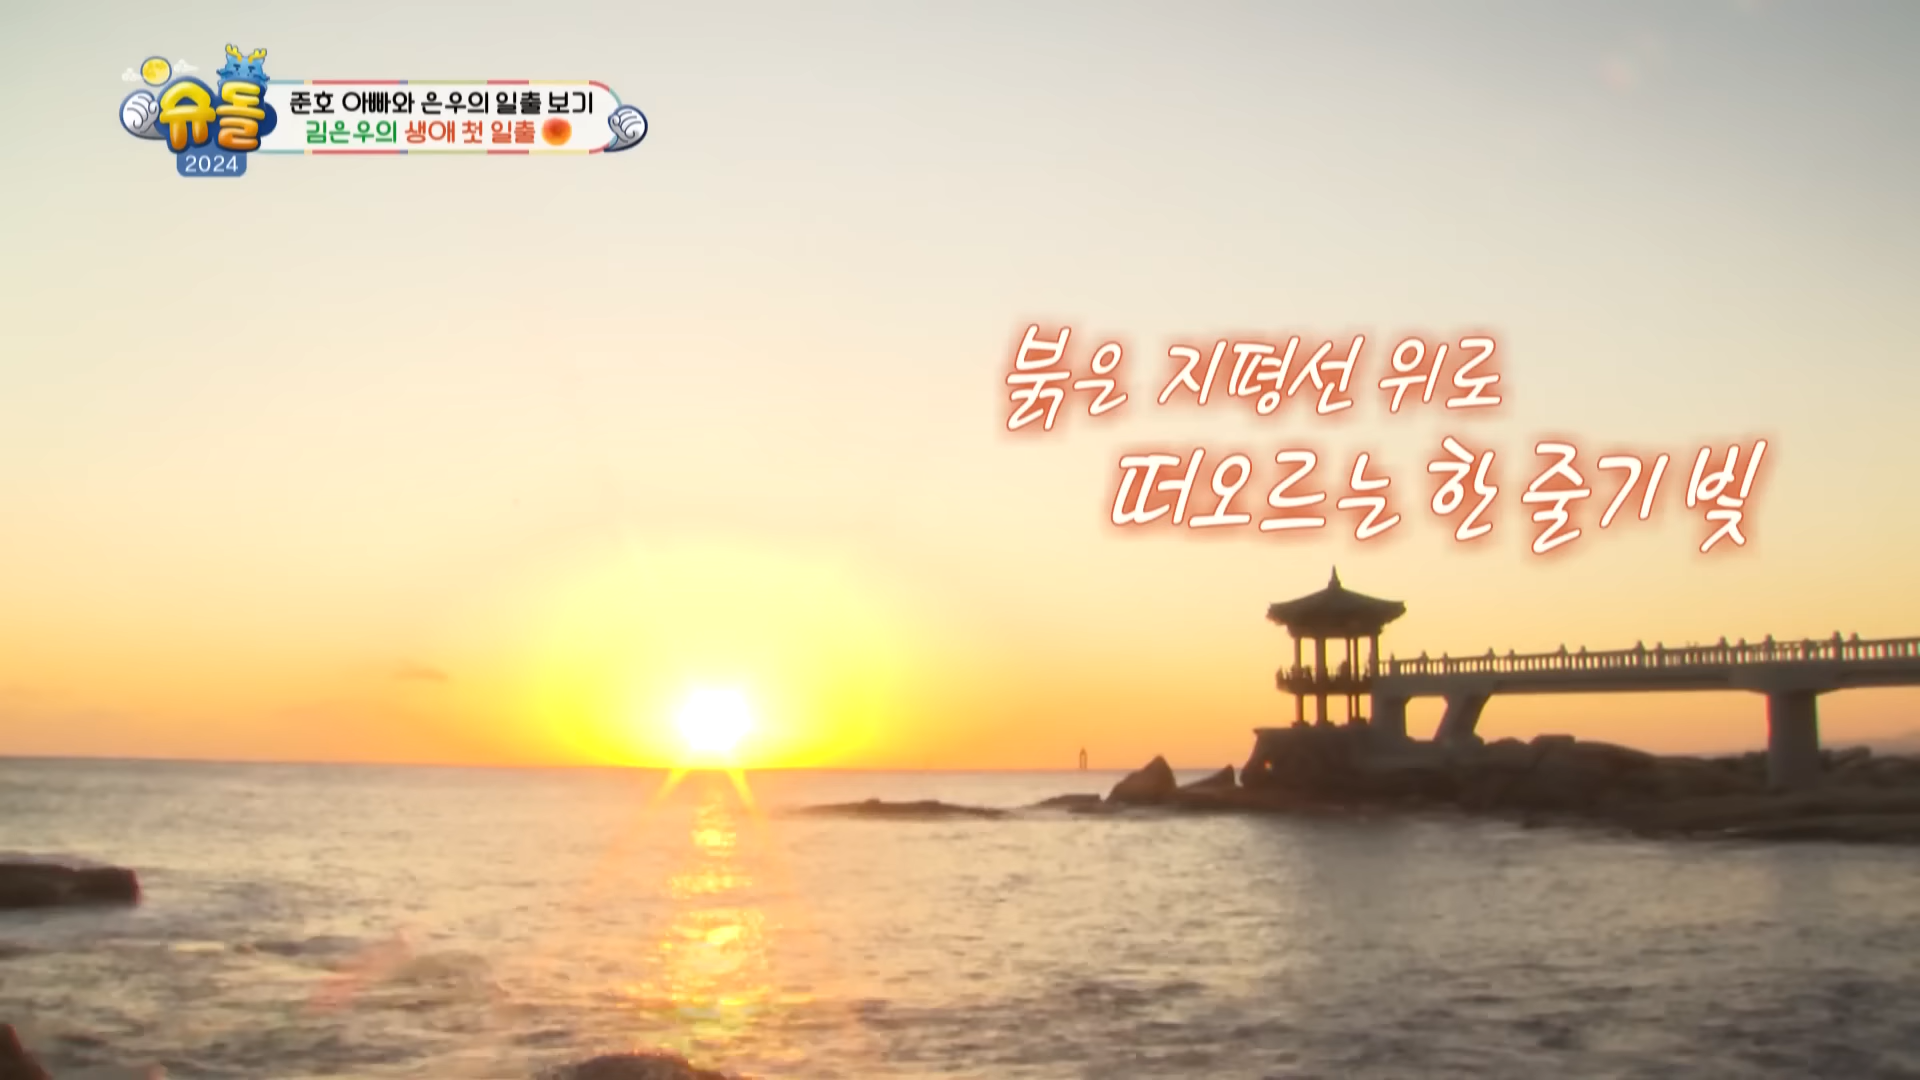 슈돌
2024
준호 아빠와 은우의 일출 보기
김은우의 생애 첫 일출
붉은 지평선 위로
떠오르는 한 줄기 빛